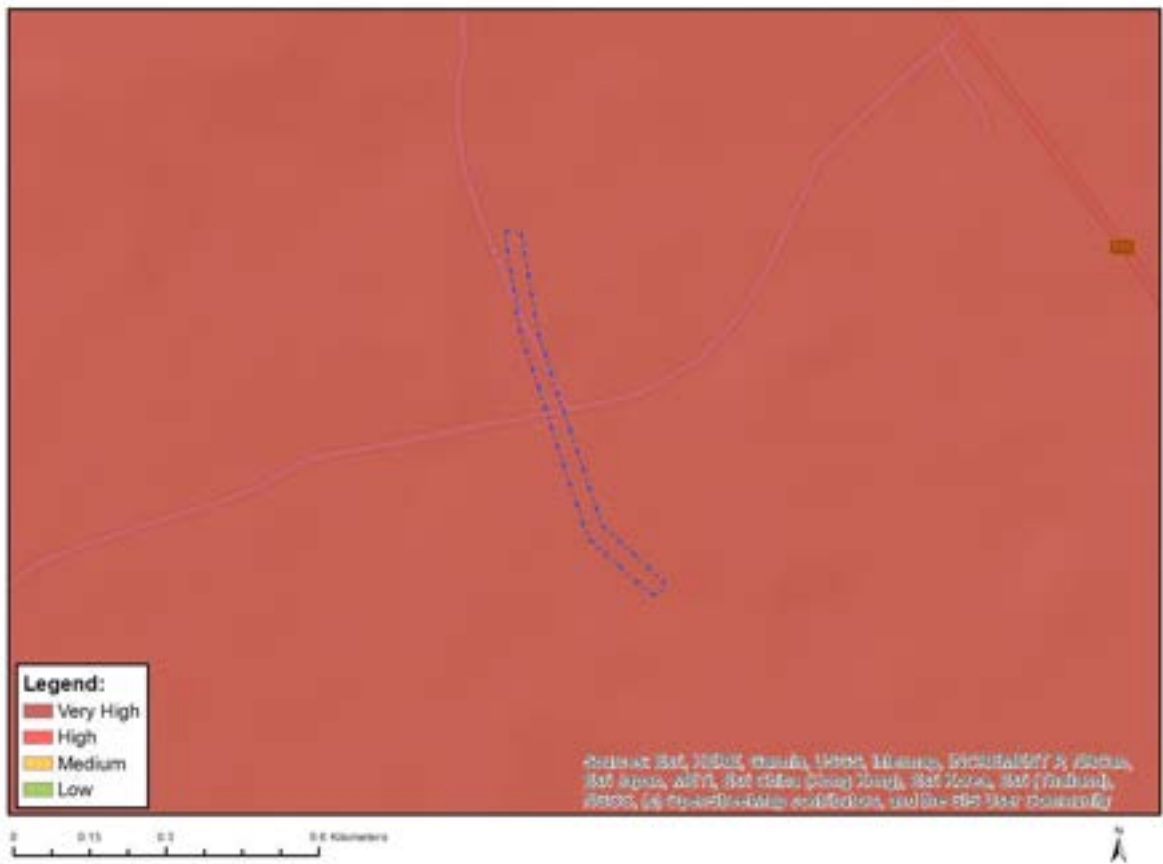 Legend:
Very High
High
Medium
Low
Sources: Esri, HERE, Garmin, USGS, Intermap, INCREMENT P, NRCan,
Esri Japan, METI, Esri China (Hong Kong), Esri Korea, Esri (Thailand),
NGCC, (c) OpenStreetMap contributors, and the GIS User Community
0 0.15 0.3 0.6 Kilometers
N